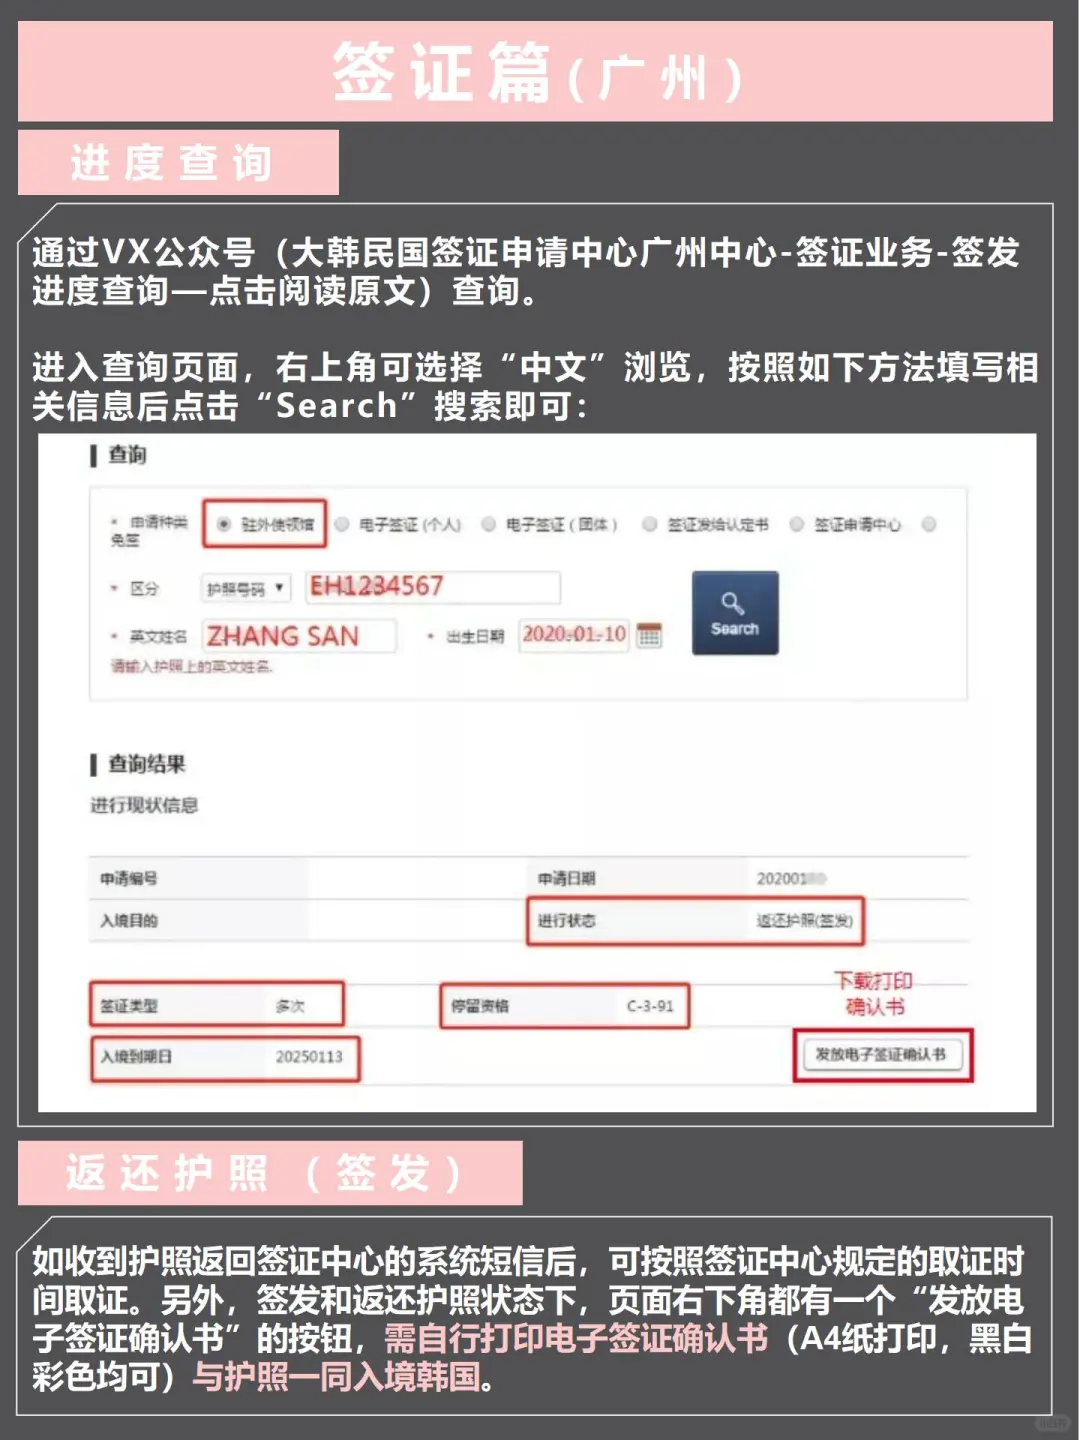 签证篇(广州)
进度查询
通过VX公众号（大韩民国签证申请中心广州中心-签证业务-签发
进度查询—点击阅读原文）查询。
进入查询页面，右上角可选择“中文”浏览，按照如下方法填写相
关信息后点击“Search”搜索即可：
查询
* 申请种类 驻外使领馆 电子签证 (个人) 电子签证 ( 团体 ) 签证发给认定书 签证申请中心
免签
* 区分 护照号码 EH1234567
* 英文姓名 ZHANG SAN * 出生日期 2020-01-10 Search
请输入护照上的英文姓名.
查询结果
进行现状信息
申请编号 申请日期 202001
入境目的 进行状态 返还护照(签发)
下载打印
确认书
签证类型 多次 停留资格 C-3-91
入境到期日 20250113 发放电子签证确认书
返还护照（签发）
如收到护照返回签证中心的系统短信后，可按照签证中心规定的取证时
间取证。另外，签发和返还护照状态下，页面右下角都有一个“发放电
子签证确认书”的按钮，需自行打印电子签证确认书（A4纸打印，黑白
彩色均可）与护照一同入境韩国。